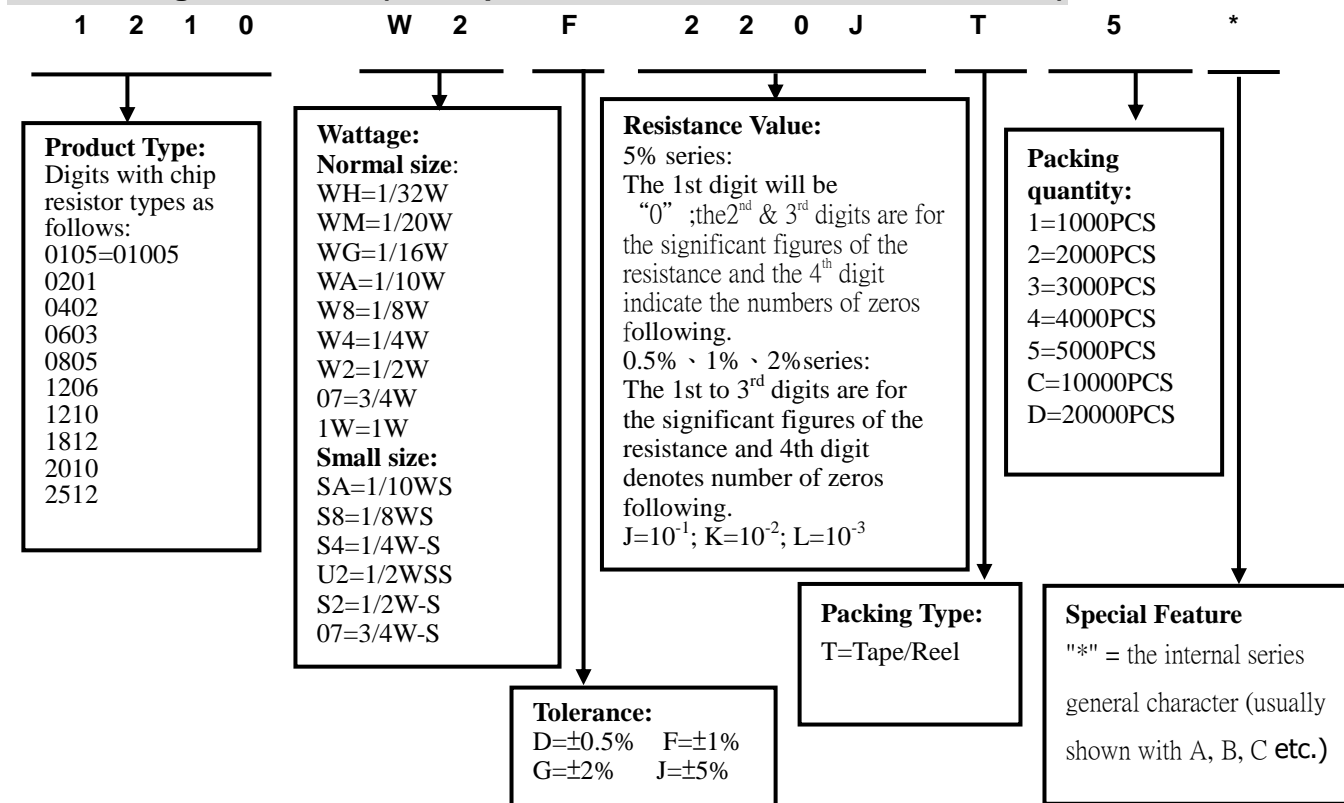 1 2 1 0 W 2 F 2 2 0 J T 5 *
Product Type:
Digits with chip
resistor types as
follows:
0105=01005
0201
0402
0603
0805
1206
1210
1812
2010
2512
Wattage:
Normal size:
WH=1/32W
WM=1/20W
WG=1/16W
WA=1/10W
W8=1/8W
W4=1/4W
W2=1/2W
07=3/4W
1W=1W
Small size:
SA=1/10WS
S8=1/8WS
S4=1/4W-S
U2=1/2WSS
S2=1/2W-S
07=3/4W-S
Tolerance:
D=±0.5% F=±1%
G=±2% J=±5%
Resistance Value:
5% series:
The 1st digit will be
“0” ;the2nd & 3rd digits are for
the significant figures of the
resistance and the 4th digit
indicate the numbers of zeros
following.
0.5%、1%、2%series:
The 1st to 3rd digits are for
the significant figures of the
resistance and 4th digit
denotes number of zeros
following.
J=10-1; K=10-2; L=10-3
Packing Type:
T=Tape/Reel
Packing
quantity:
1=1000PCS
2=2000PCS
3=3000PCS
4=4000PCS
5=5000PCS
C=10000PCS
D=20000PCS
Special Feature
"*" = the internal series
general character (usually
shown with A, B, C etc.)